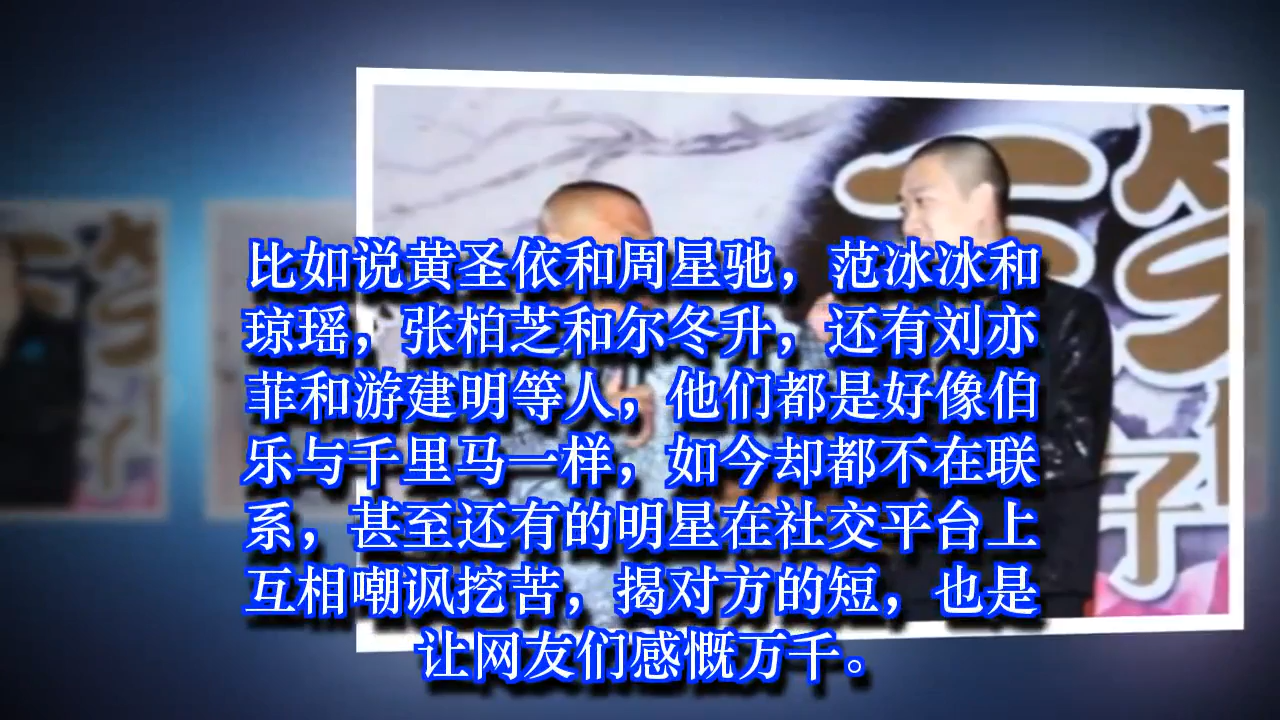 比如说黄圣依和周星驰，范冰冰和
琼瑶，张柏芝和尔冬升，还有刘亦
菲和游建明等人，他们都是好像伯
乐与千里马一样，如今却都不在联
系，甚至还有的明星在社交平台上
互相嘲讽挖苦，揭对方的短，也是
让网友们感慨万千。